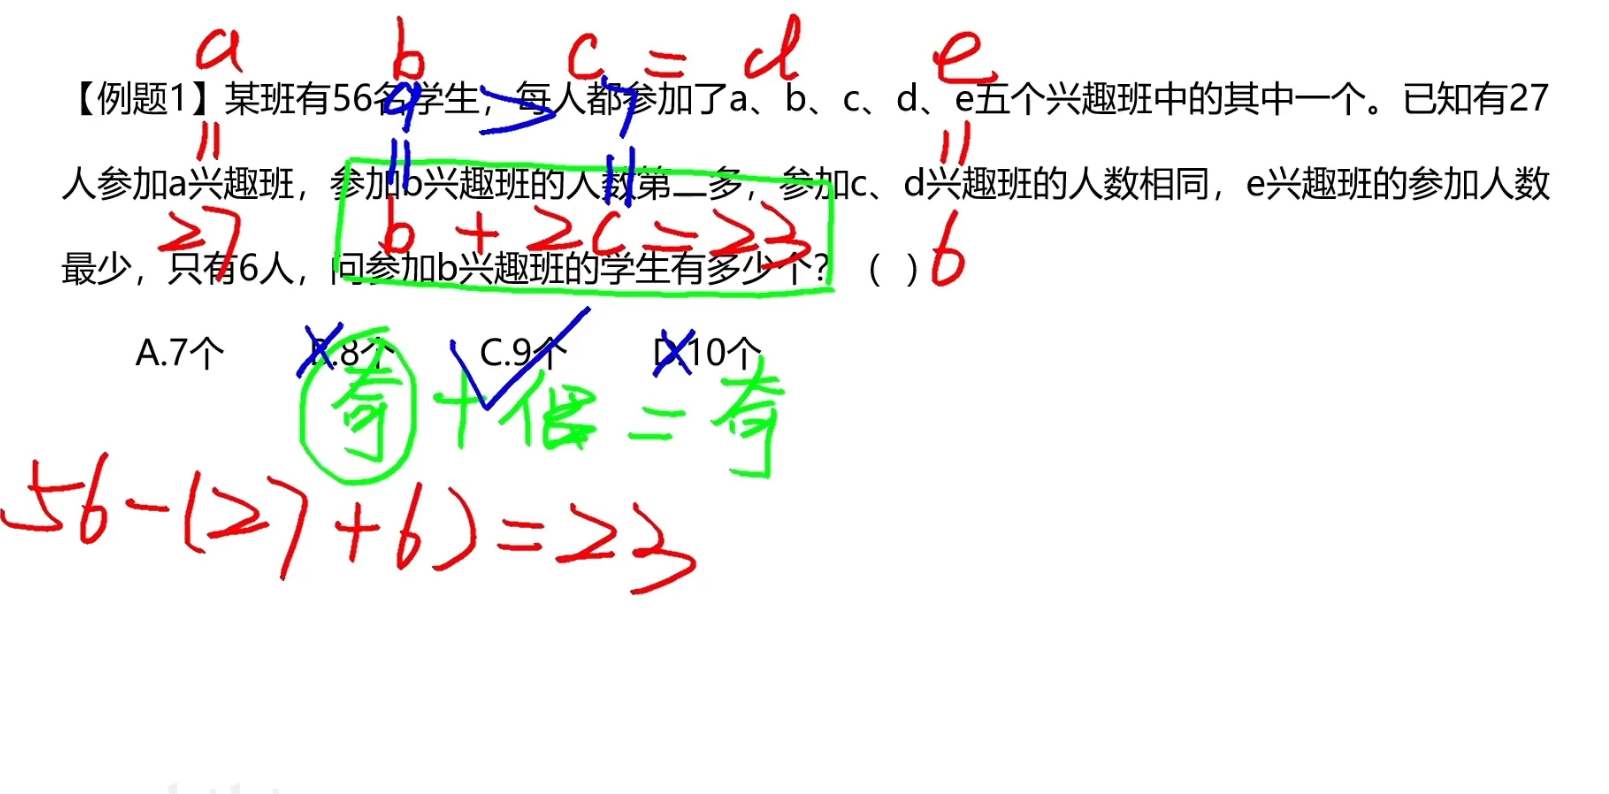 a b c = d e
9 > 7
【例题1】某班有56名学生，每人都参加了a、b、c、d、e五个兴趣班中的其中一个。已知有27
= = = =
人参加a兴趣班，参加b兴趣班的人数第二多，参加c、d兴趣班的人数相同，e兴趣班的参加人数
27 b + 2c = 23 6
最少，只有6人，问参加b兴趣班的学生有多少个？（ ）
A.7个 B.8个 C.9个 D.10个
奇 + 偶 = 奇
56-(27+6)=23